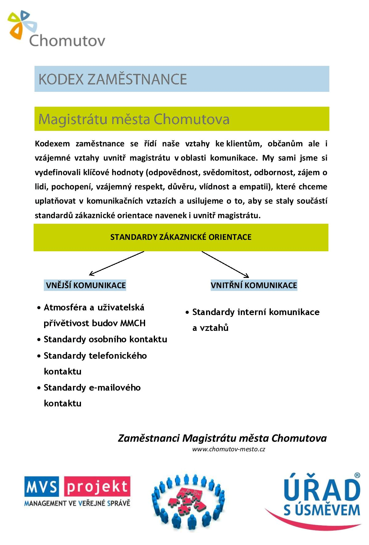 Chomutov
KODEX ZAMĚSTNANCE
Magistrátu města Chomutova
Kodexem zaměstnance se řídí naše vztahy ke klientům, občanům ale i
vzájemné vztahy uvnitř magistrátu v oblasti komunikace. My sami jsme si
vydefinovali klíčové hodnoty (odpovědnost, svědomitost, odbornost, zájem o
lidi, pochopení, vzájemný respekt, důvěru, vlídnost a empatii), které chceme
uplatňovat v komunikačních vztazích a usilujeme o to, aby se staly součástí
standardů zákaznické orientace navenek i uvnitř magistrátu.
STANDARDY ZÁKAZNICKÉ ORIENTACE
VNĚJŠÍ KOMUNIKACE
• Atmosféra a uživatelská
přívětivost budov MMCH
• Standardy osobního kontaktu
• Standardy telefonického
kontaktu
• Standardy e-mailového
kontaktu
VNITŘNÍ KOMUNIKACE
• Standardy interní komunikace
a vztahů
Zaměstnanci Magistrátu města Chomutova
www.chomutov-mesto.cz
MVS projekt
MANAGEMENT VE VEŘEJNÉ SPRÁVĚ
ÚŘAD®
S ÚSMĚVEM